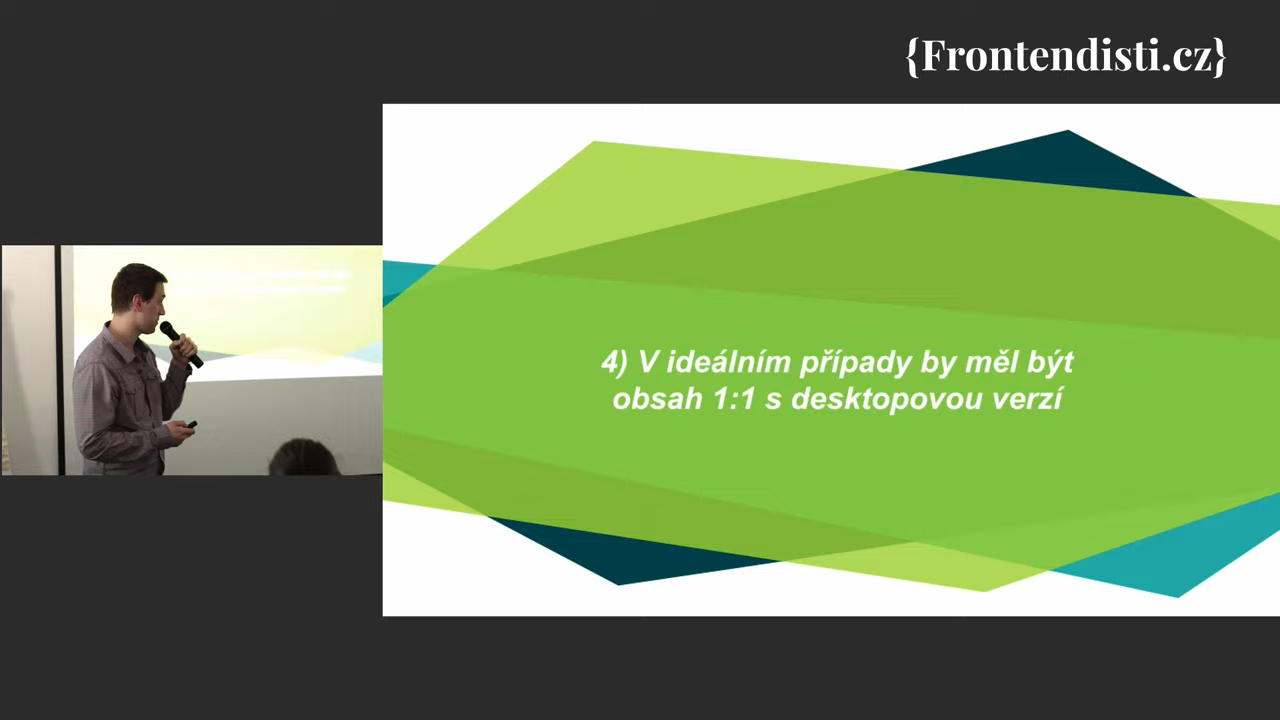 {Frontendisti.cz}
4) V ideálním případy by měl být
obsah 1:1 s desktopovou verzí